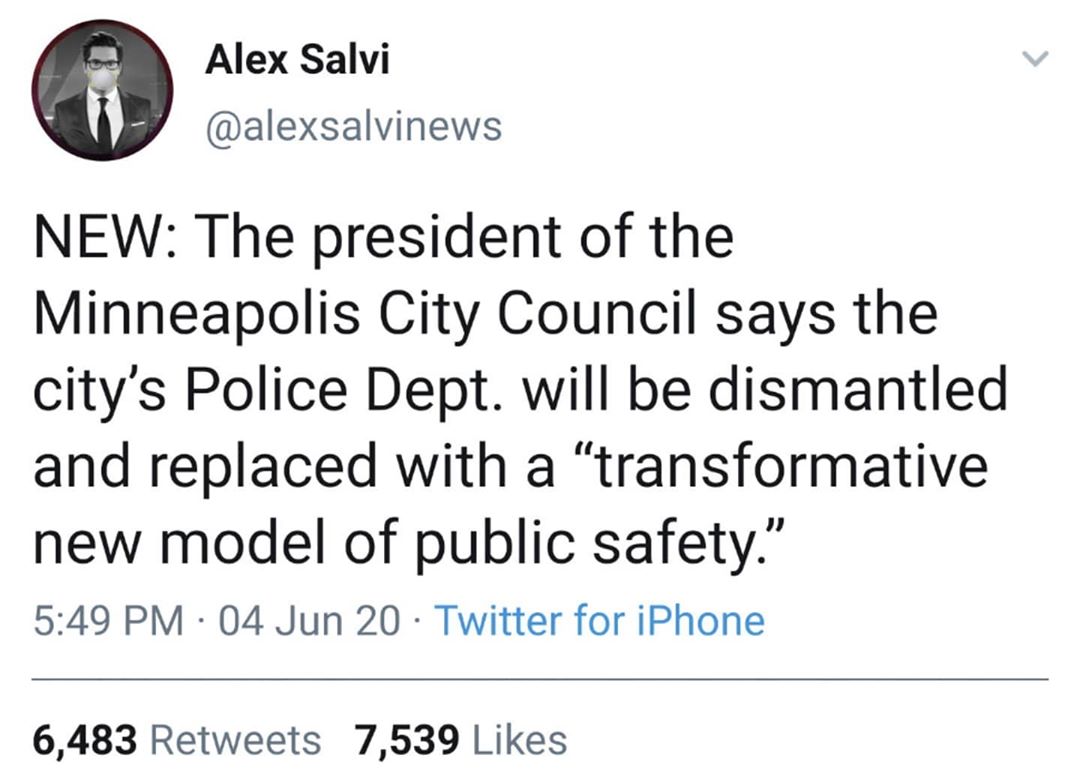 Alex Salvi
@alexsalvinews
NEW: The president of the
Minneapolis City Council says the
city’s Police Dept. will be dismantled
and replaced with a “transformative
new model of public safety.”
5:49 PM · 04 Jun 20 · Twitter for iPhone
6,483 Retweets 7,539 Likes